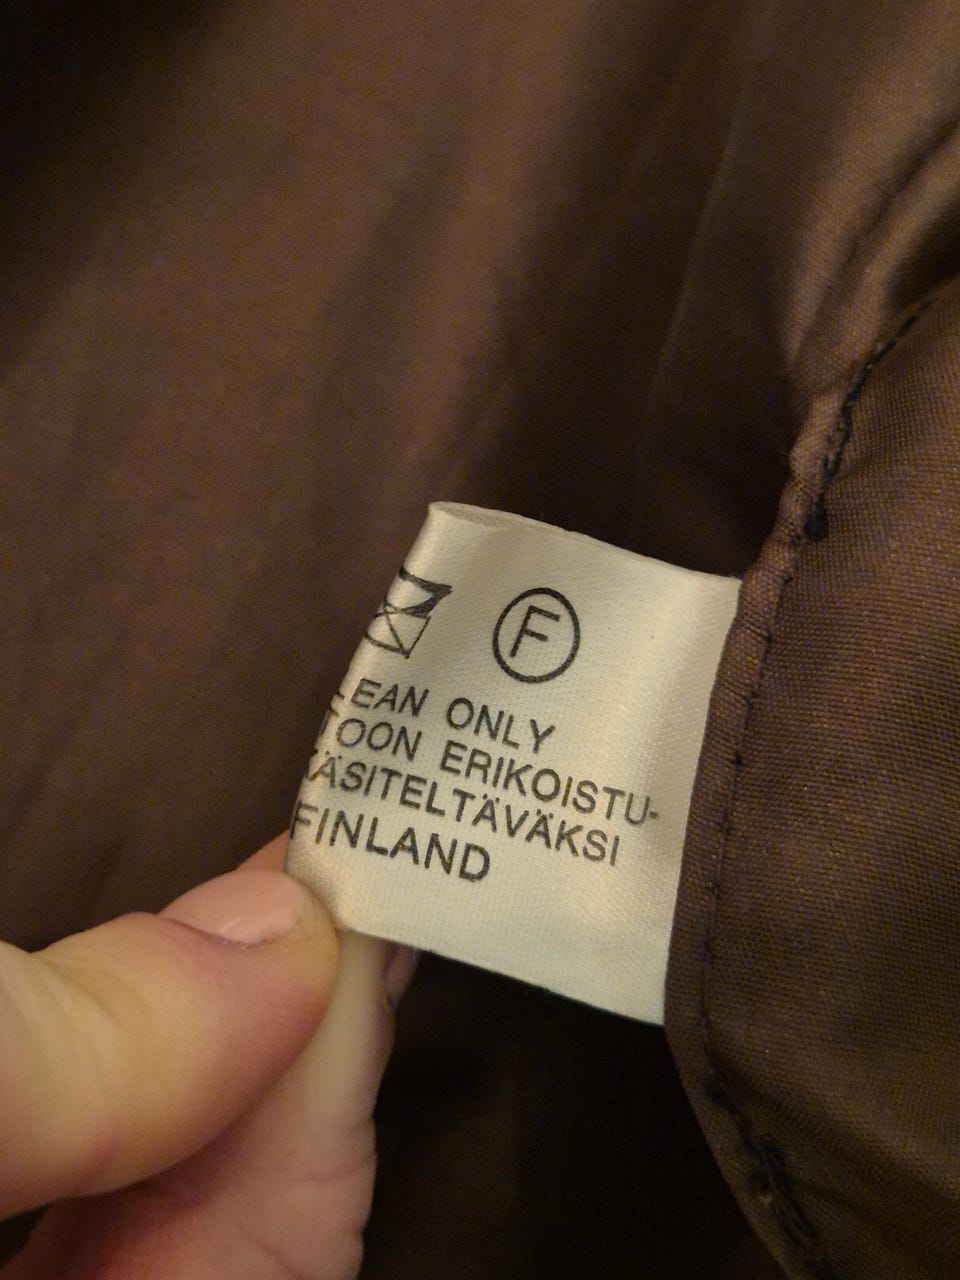 F
EAN ONLY
TOON ERIKOISTU-
KÄSITELTÄVÄKSI
FINLAND